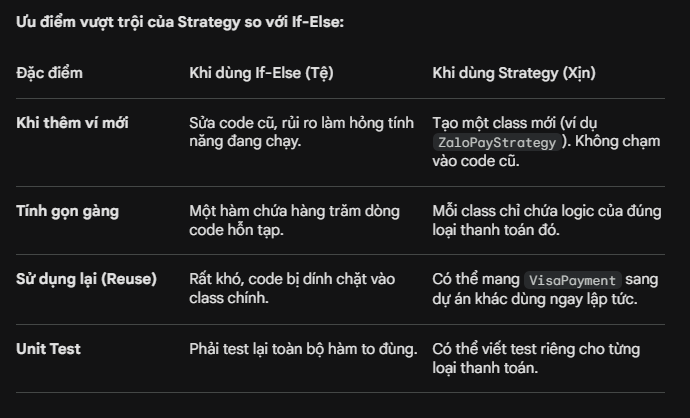 Ưu điểm vượt trội của Strategy so với If-Else:
Đặc điểm
Khi dùng If-Else (Tệ)
Khi dùng Strategy (Xịn)
Khi thêm ví mới
Sửa code cũ, rủi ro làm hỏng tính
năng đang chạy.
Tạo một class mới (ví dụ
ZaloPayStrategy ). Không chạm
vào code cũ.
Tính gọn gàng
Một hàm chứa hàng trăm dòng
code hỗn tạp.
Mỗi class chỉ chứa logic của đúng
loại thanh toán đó.
Sử dụng lại (Reuse)
Rất khó, code bị dính chặt vào
class chính.
Có thể mang VisaPayment sang
dự án khác dùng ngay lập tức.
Unit Test
Phải test lại toàn bộ hàm to đùng.
Có thể viết test riêng cho từng
loại thanh toán.